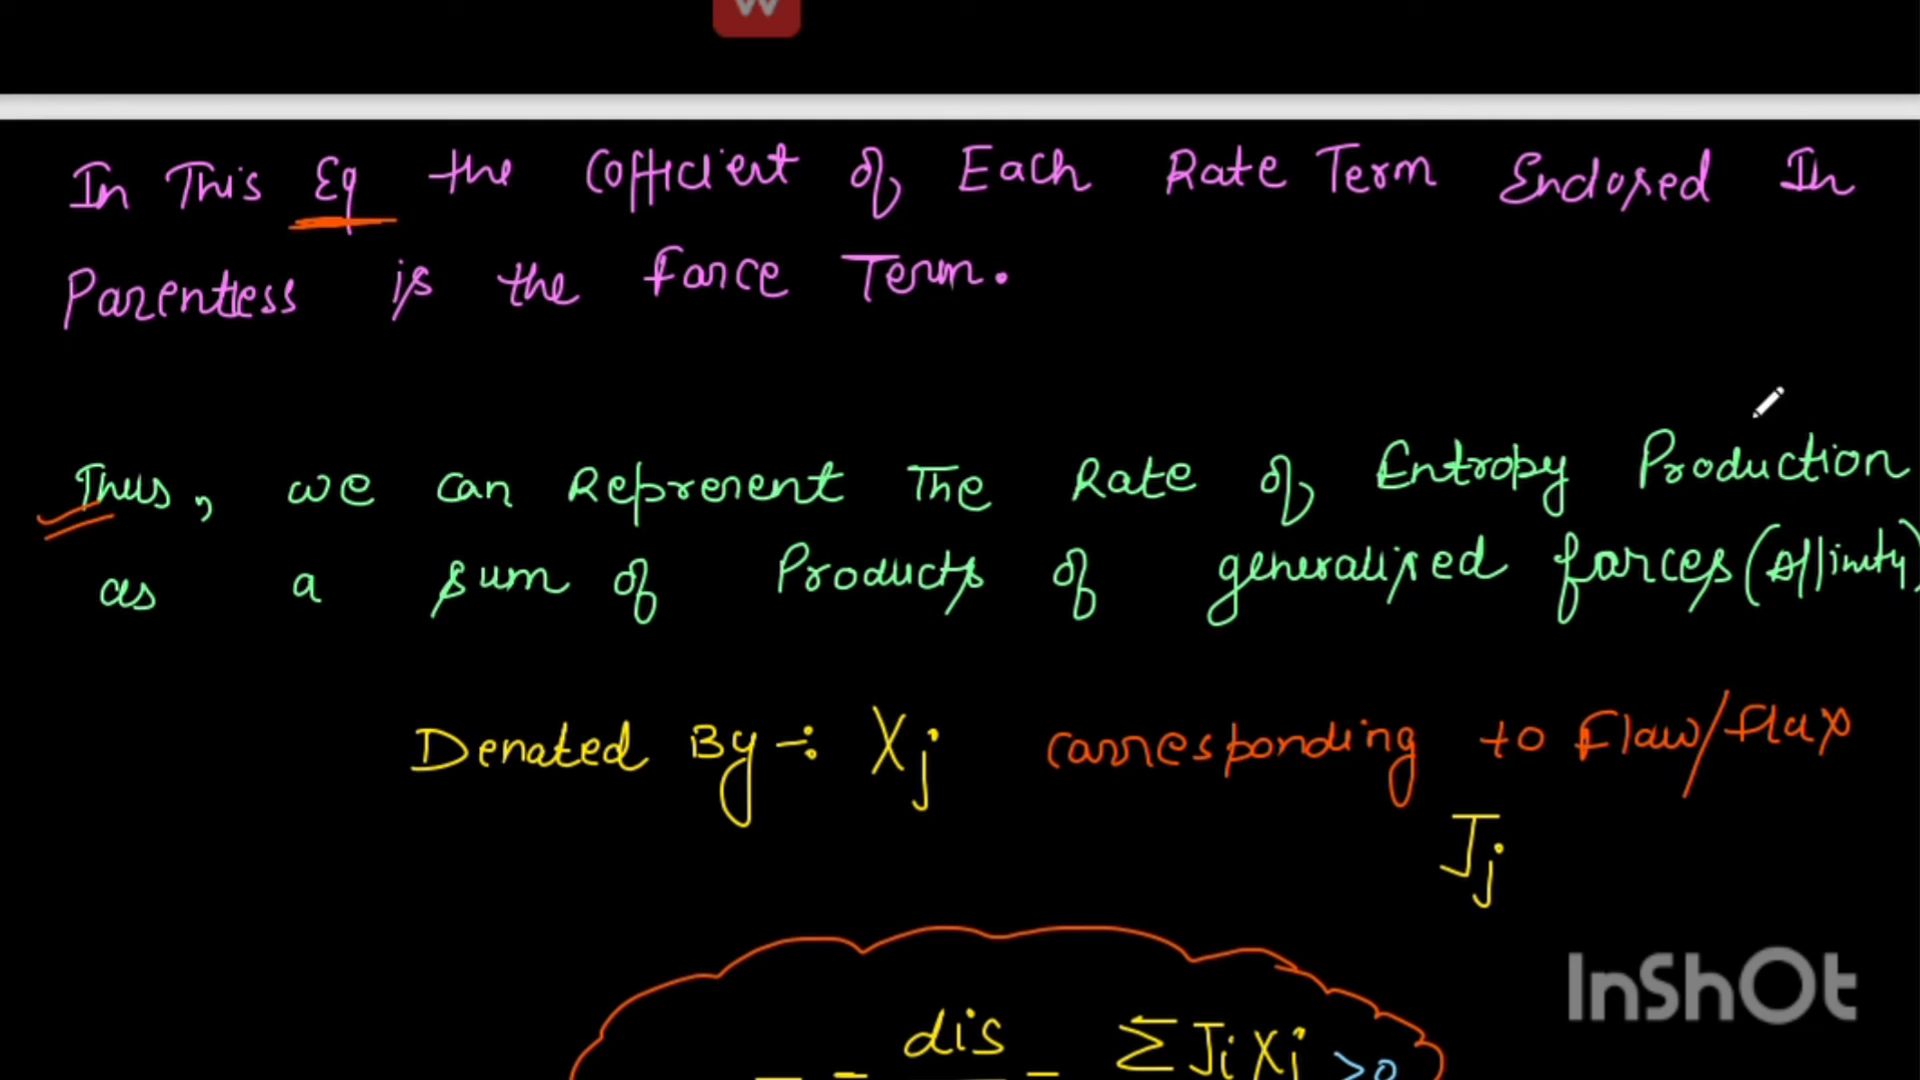 W
In This Eq the Cofficient of Each Rate Term Enclosed In
Parentless is the force Term.
Thus, we can Represent The Rate of Entropy Production
as a sum of Products of generalised forces (Affinity)
Denoted By -: Xj corresponding to Flow/flux
Jj
= dis = ΣJjXj >0
InShOt